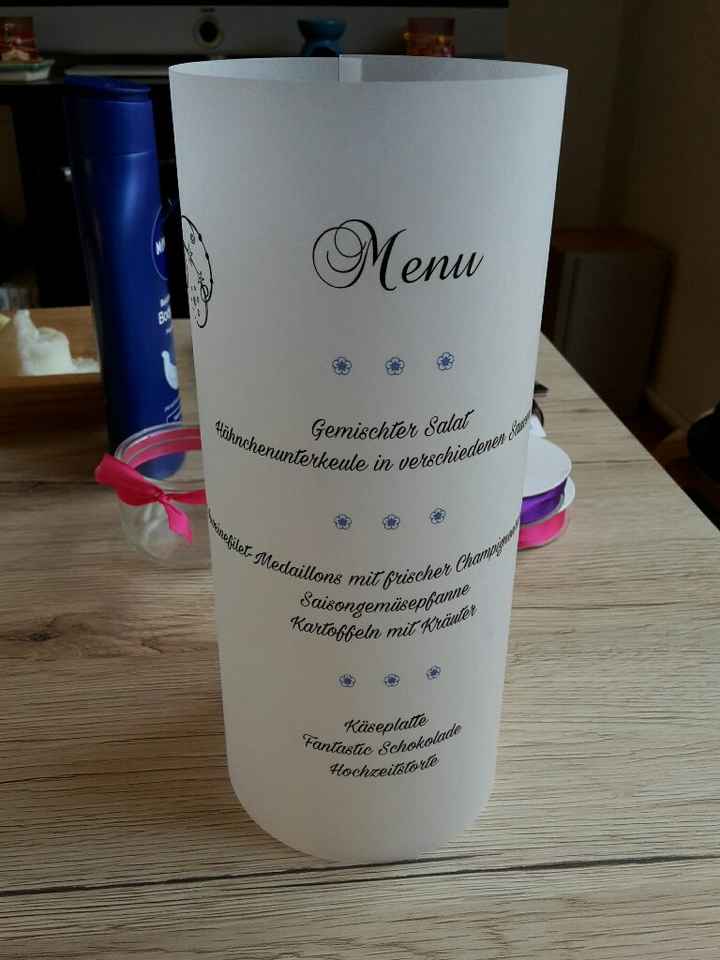 Menu
Gemischter Salat
Hähnchenunterkeule in verschiedenen
Medaillons mit frischer
Saisongemüsepfanne
Kartoffeln mit Kräuter
Käseplatte
Fantastic Schokolade
Hochzeitstorte